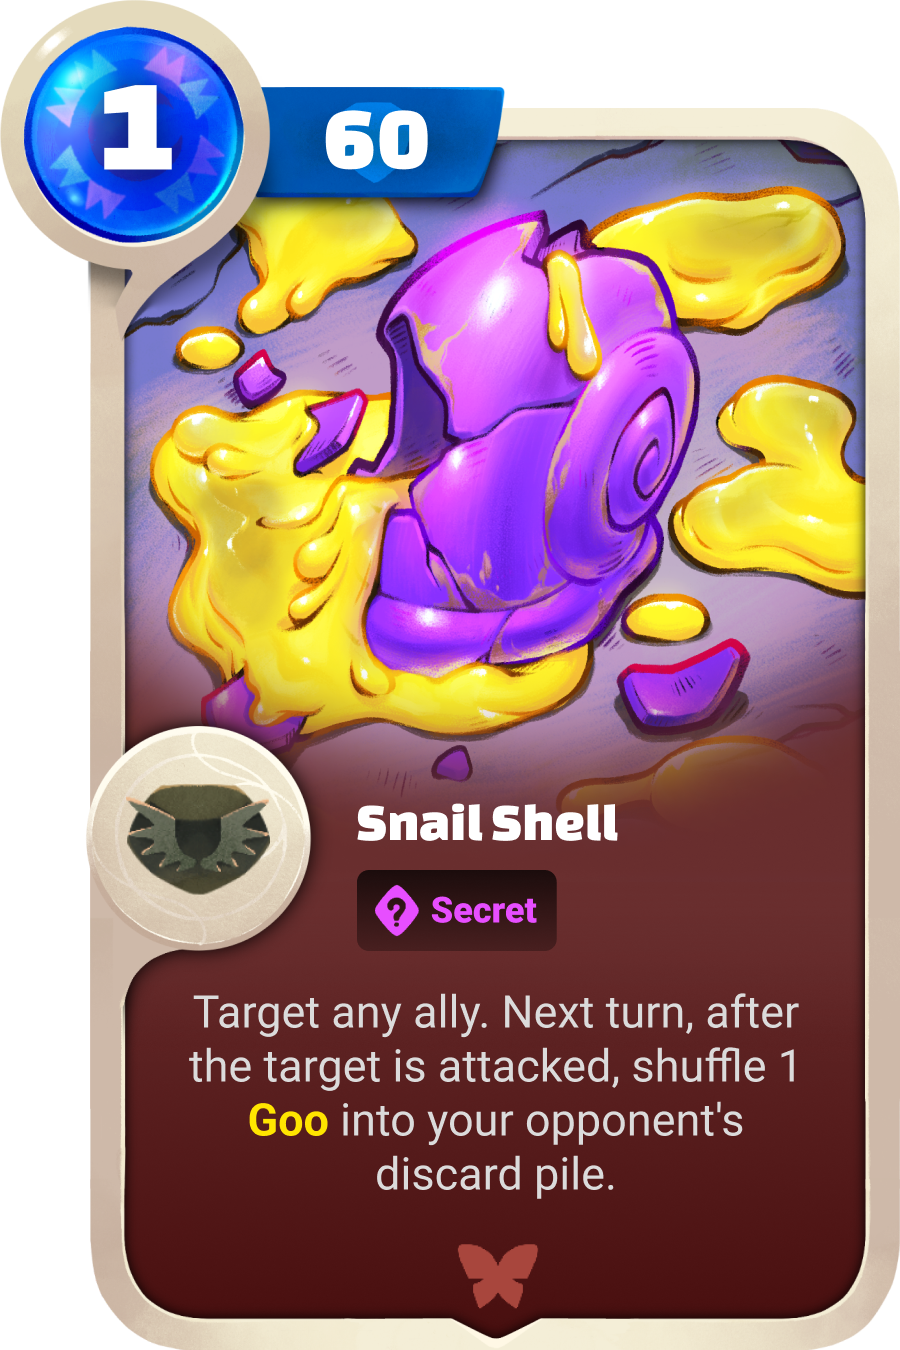 1
60
Snail Shell
? Secret
Target any ally. Next turn, after
the target is attacked, shuffle 1
Goo into your opponent's
discard pile.